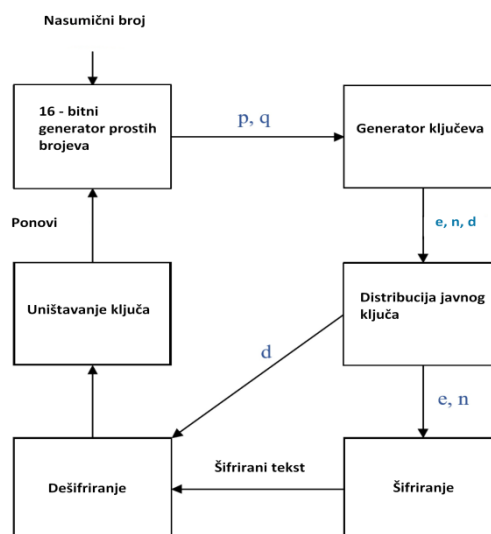 Nasumični broj
16 - bitni
generator prostih
brojeva
p, q
Generator ključeva
Ponovi
e, n, d
Uništavanje ključa
Distribucija javnog
ključa
d
e, n
Dešifriranje
Šifrirani tekst
Šifriranje